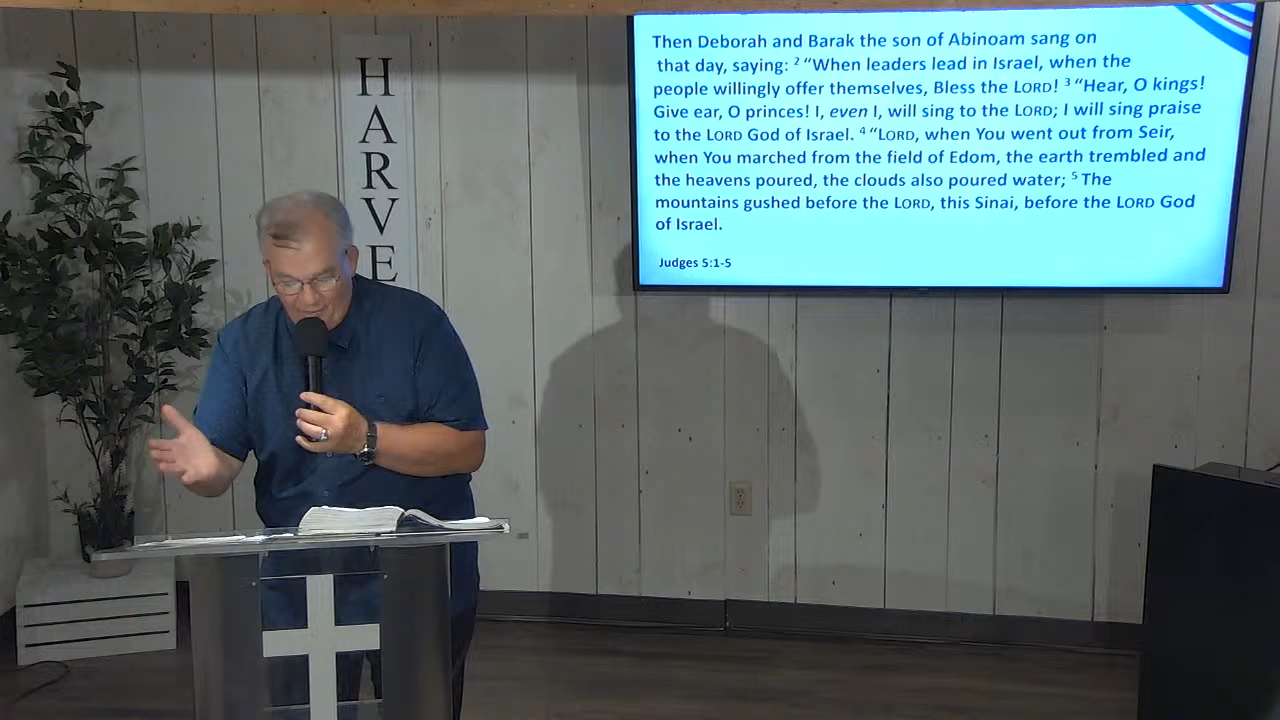 H
A
R
V
E
Then Deborah and Barak the son of Abinoam sang on
that day, saying: 2 “When leaders lead in Israel, when the
people willingly offer themselves, Bless the LORD! 3 “Hear, O kings!
Give ear, O princes! I, even I, will sing to the LORD; I will sing praise
to the LORD God of Israel. 4 “LORD, when You went out from Seir,
when You marched from the field of Edom, the earth trembled and
the heavens poured, the clouds also poured water; 5 The
mountains gushed before the LORD, this Sinai, before the LORD God
of Israel.
Judges 5:1-5